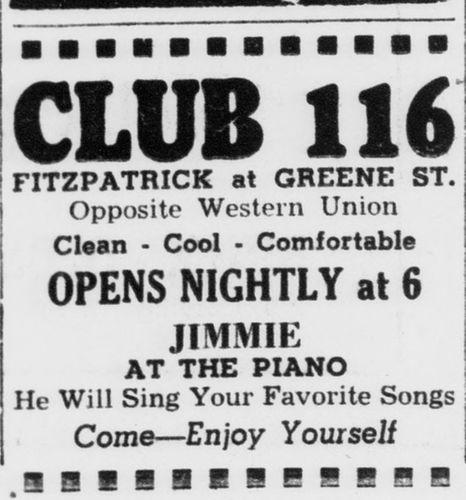 CLUB 116
FITZPATRICK at GREENE ST.
Opposite Western Union
Clean - Cool - Comfortable
OPENS NIGHTLY at 6
JIMMIE
AT THE PIANO
He Will Sing Your Favorite Songs
Come—Enjoy Yourself